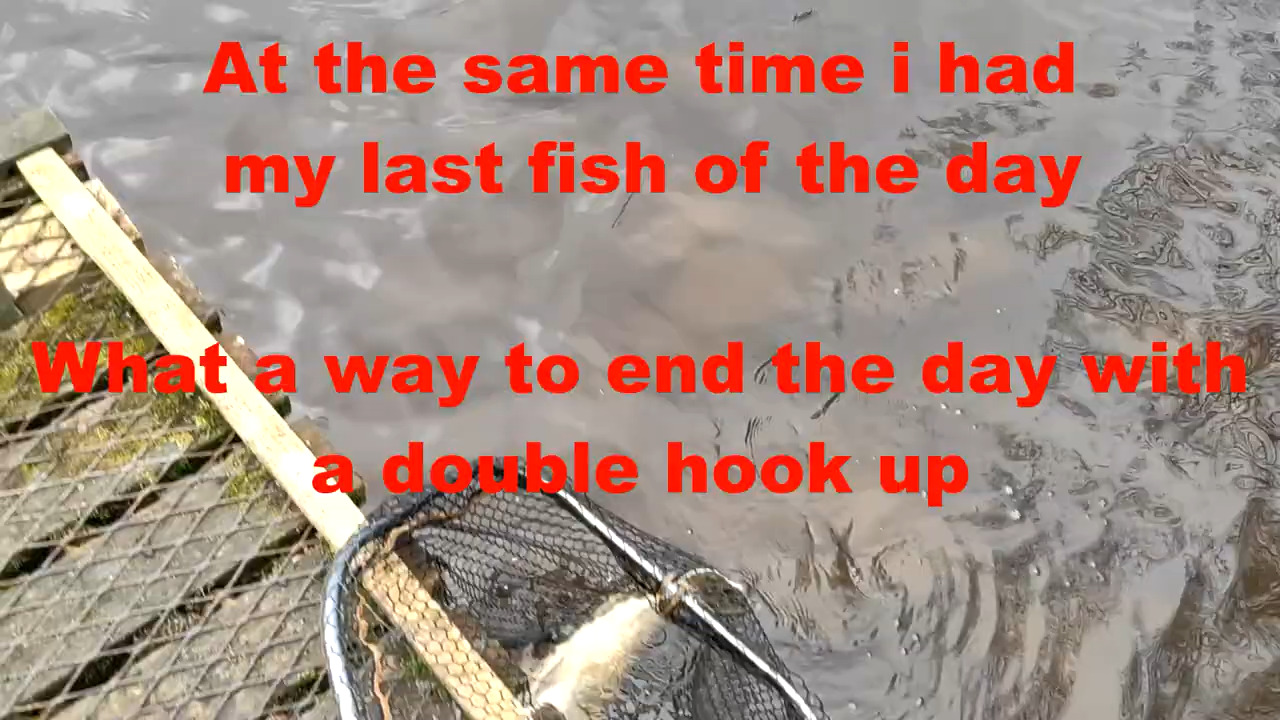 At the same time i had
my last fish of the day
What a way to end the day with
a double hook up